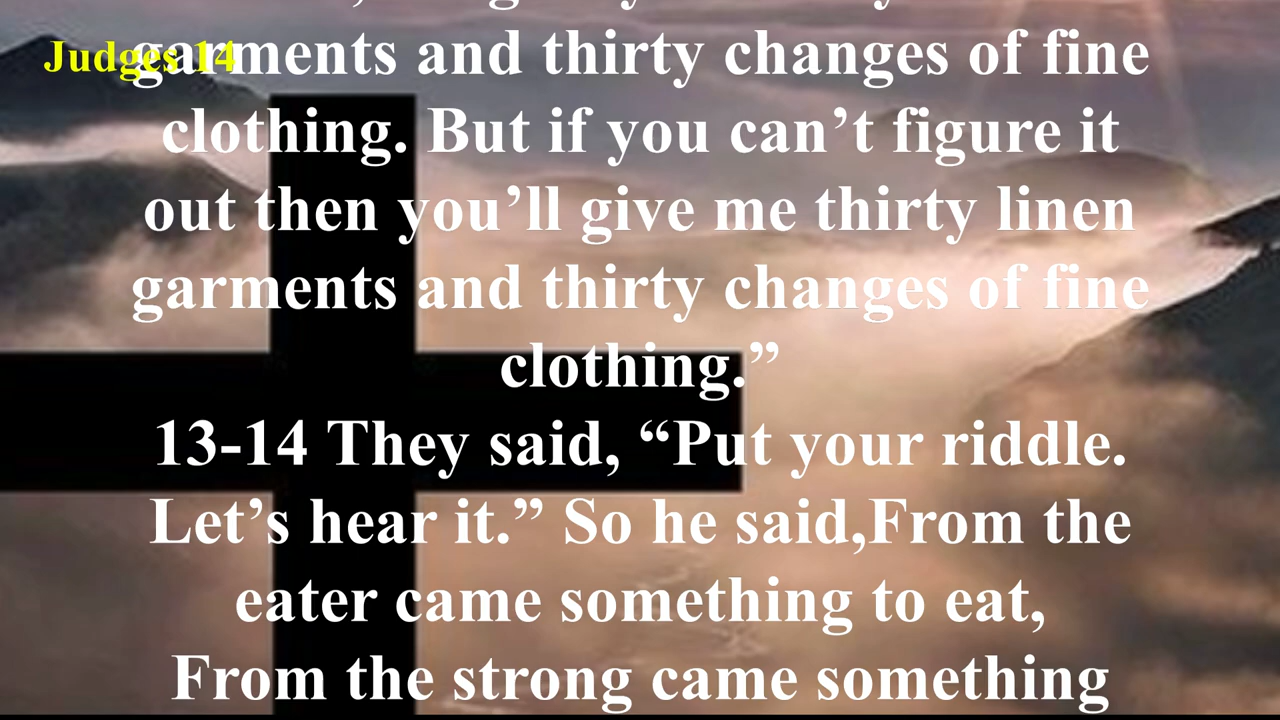 Judges 14
garments and thirty changes of fine
clothing. But if you can’t figure it
out then you’ll give me thirty linen
garments and thirty changes of fine
clothing.”
13-14 They said, “Put your riddle.
Let’s hear it.” So he said,From the
eater came something to eat,
From the strong came something